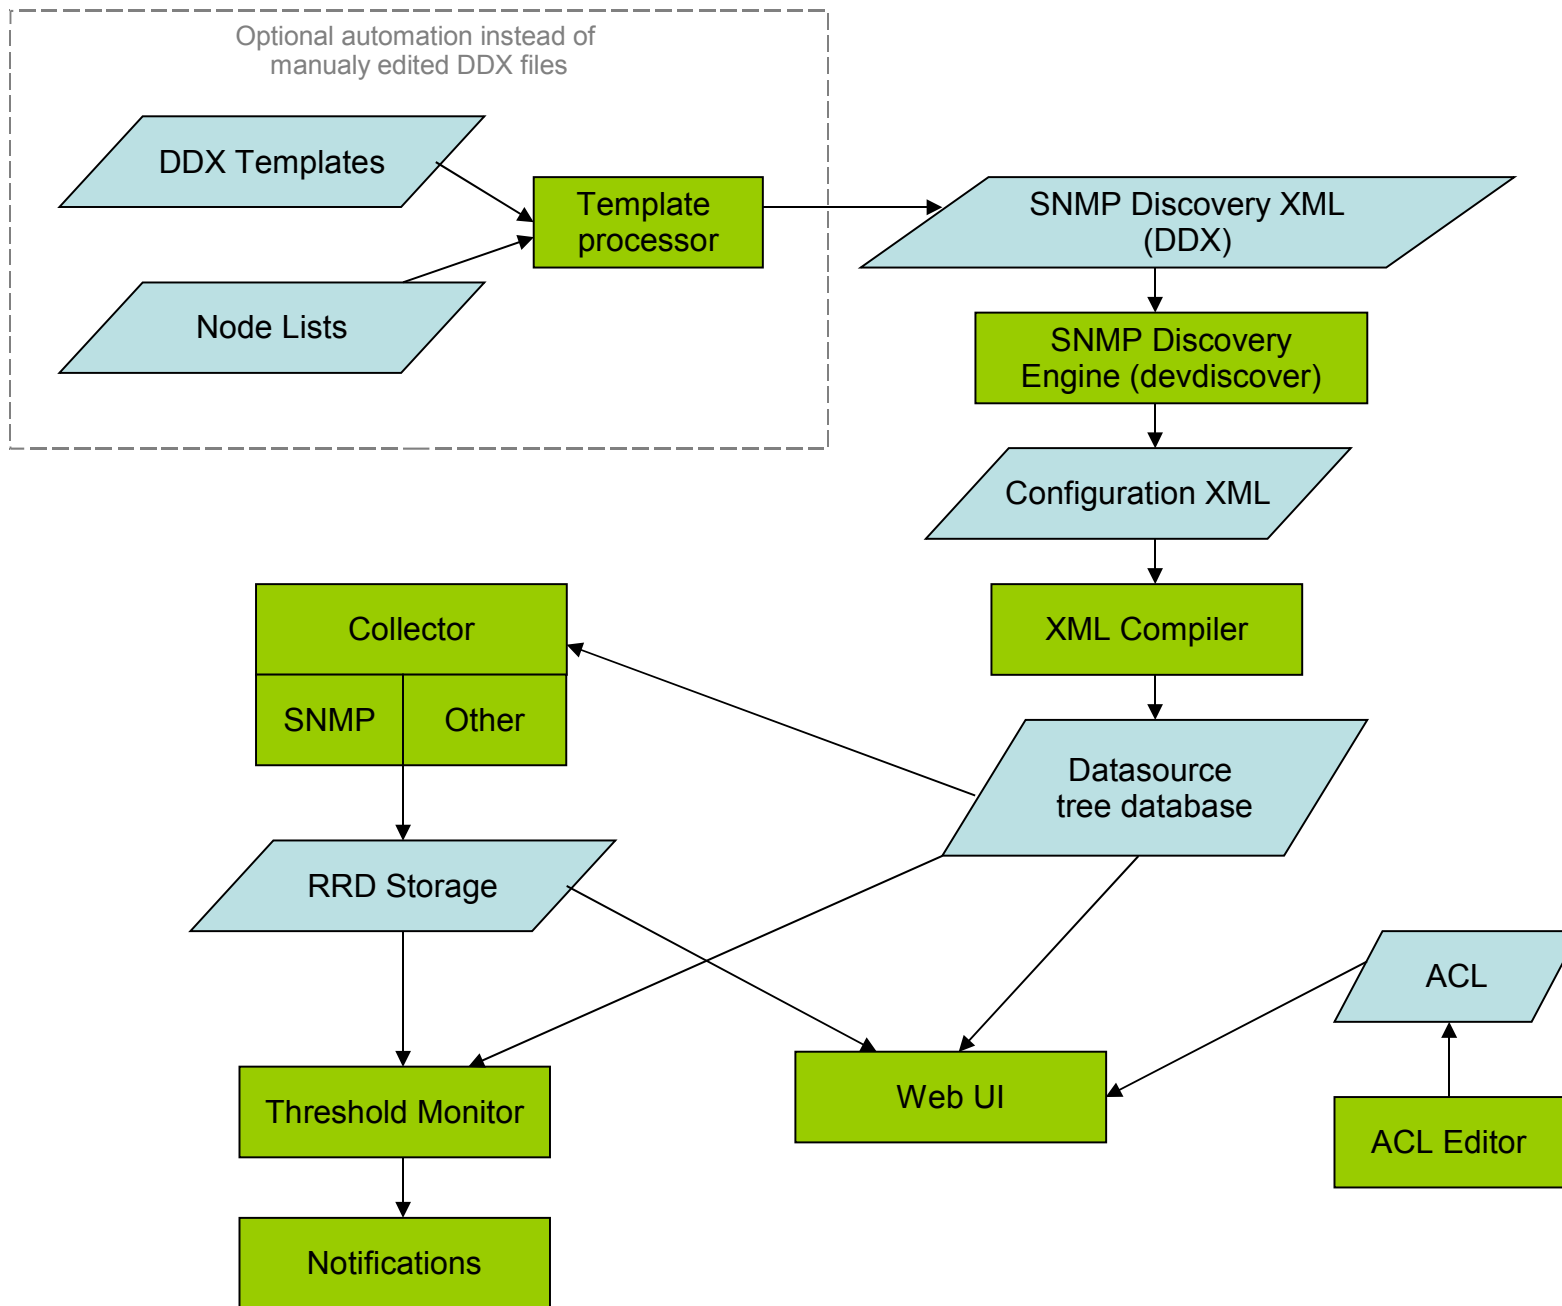 Optional automation instead of
manualy edited DDX files
DDX Templates
Template
processor
SNMP Discovery XML
(DDX)
Node Lists
SNMP Discovery
Engine (devdiscover)
Configuration XML
Collector
XML Compiler
SNMP
Other
Datasource
tree database
RRD Storage
ACL
Threshold Monitor
Web UI
ACL Editor
Notifications